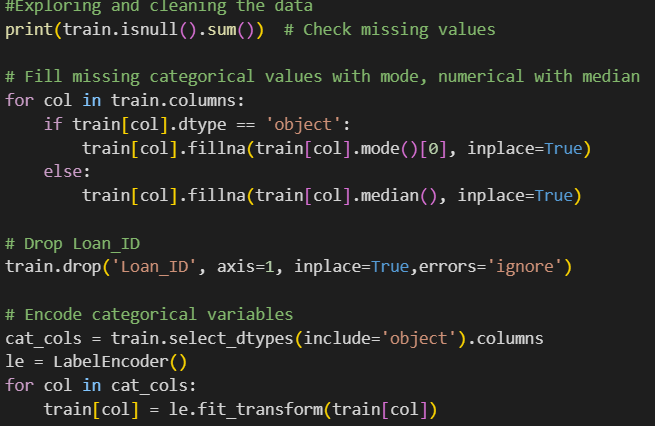 #Exploring and cleaning the data
print(train.isnull().sum())  # Check missing values

# Fill missing categorical values with mode, numerical with median
for col in train.columns:
    if train[col].dtype == 'object':
        train[col].fillna(train[col].mode()[0], inplace=True)
    else:
        train[col].fillna(train[col].median(), inplace=True)

# Drop Loan_ID
train.drop('Loan_ID', axis=1, inplace=True,errors='ignore')

# Encode categorical variables
cat_cols = train.select_dtypes(include='object').columns
le = LabelEncoder()
for col in cat_cols:
    train[col] = le.fit_transform(train[col])